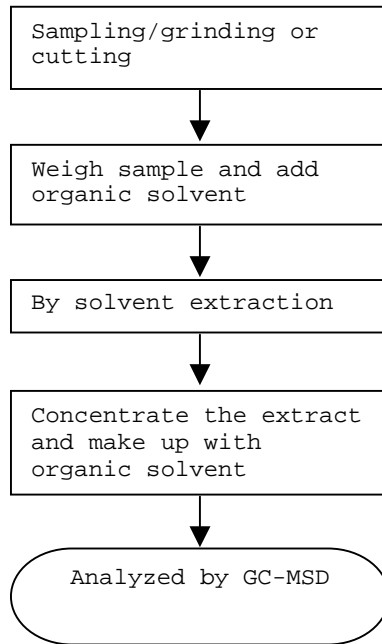 Sampling/grinding or
cutting
Weigh sample and add
organic solvent
By solvent extraction
Concentrate the extract
and make up with
organic solvent
Analyzed by GC-MSD